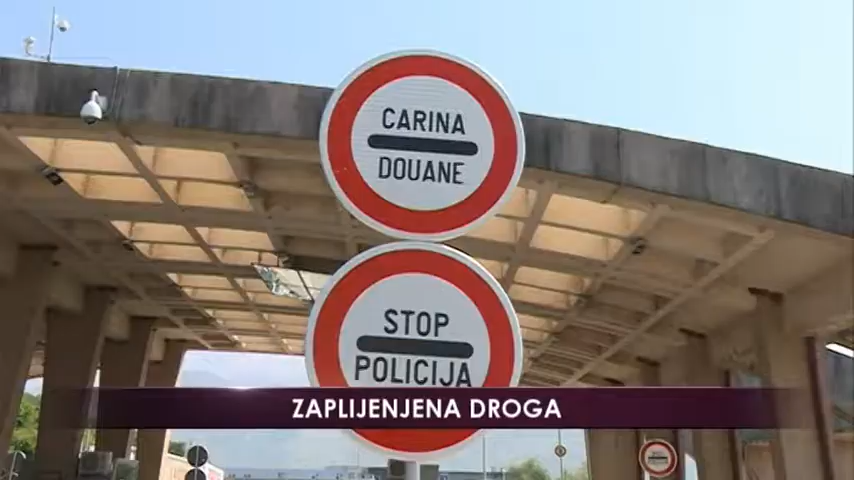 CARINA
DOUANE
STOP
POLICIJA
ZAPLIJENJENA DROGA